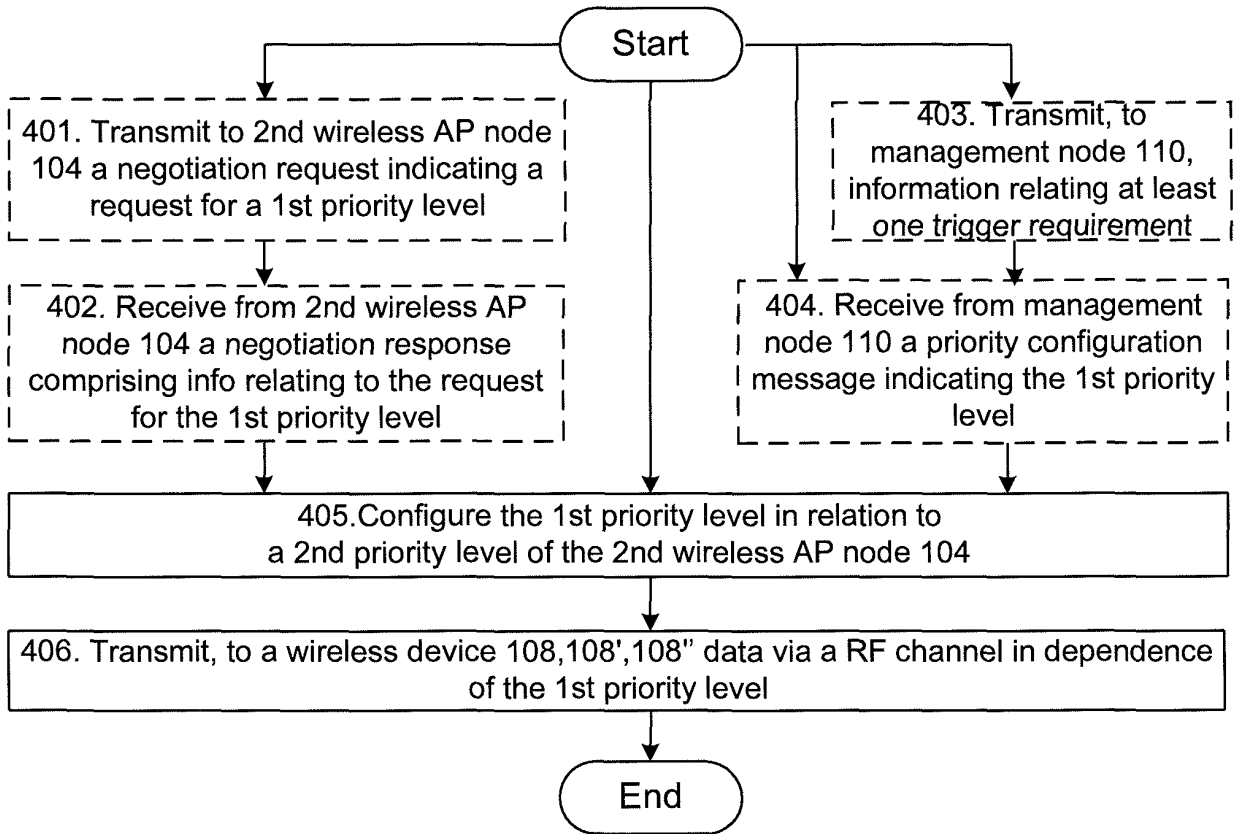 Start
401. Transmit to 2nd wireless AP node
104 a negotiation request indicating a
request for a 1st priority level
403. Transmit, to
management node 110,
information relating at least
one trigger requirement
402. Receive from 2nd wireless AP
node 104 a negotiation response
comprising info relating to the request
for the 1st priority level
404. Receive from management
node 110 a priority configuration
message indicating the 1st priority
level
405.Configure the 1st priority level in relation to
a 2nd priority level of the 2nd wireless AP node 104
406. Transmit, to a wireless device 108,108',108" data via a RF channel in dependence
of the 1st priority level
End